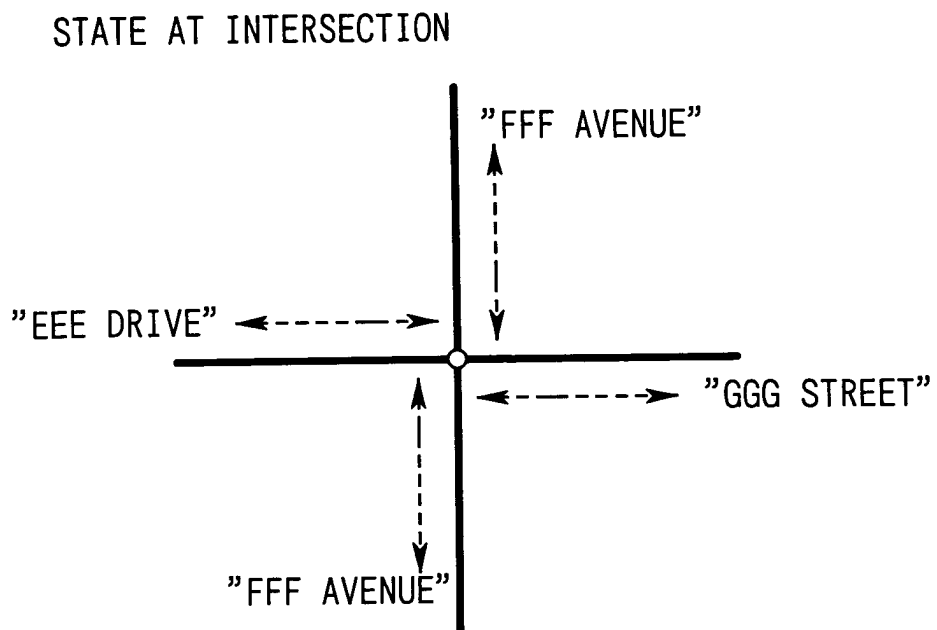 STATE AT INTERSECTION
”FFF AVENUE”
”EEE DRIVE”
”GGG STREET”
”FFF AVENUE”